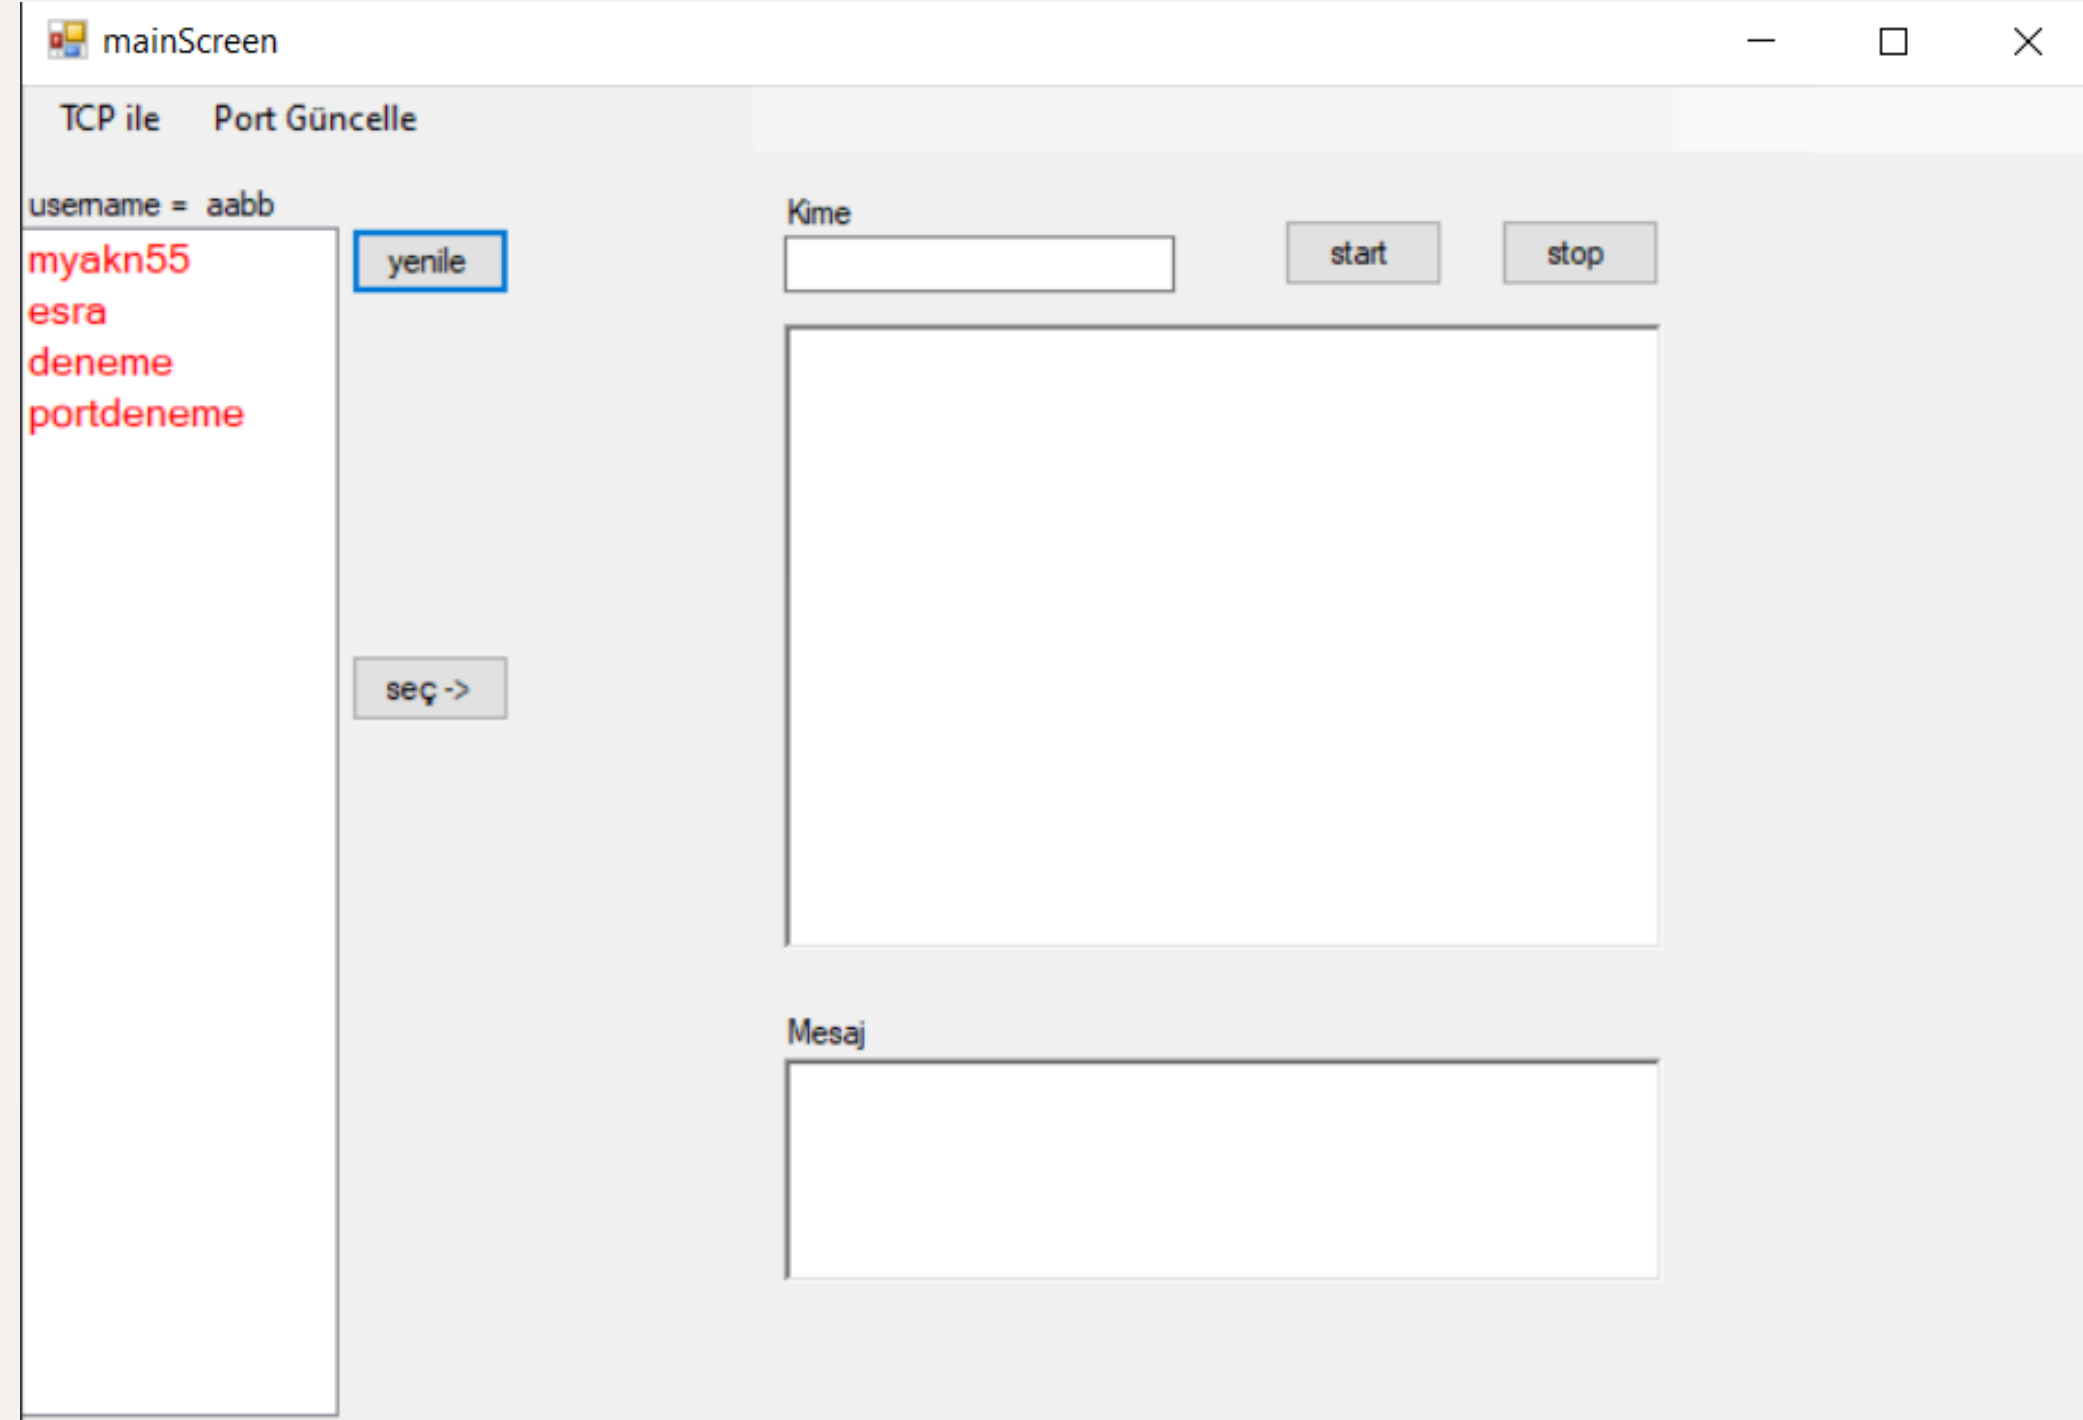 mainScreen
TCP ile Port Güncelle
username = aabb
myakn55
esra
deneme
portdeneme
yenile
seç ->
Kime
start stop
Mesaj